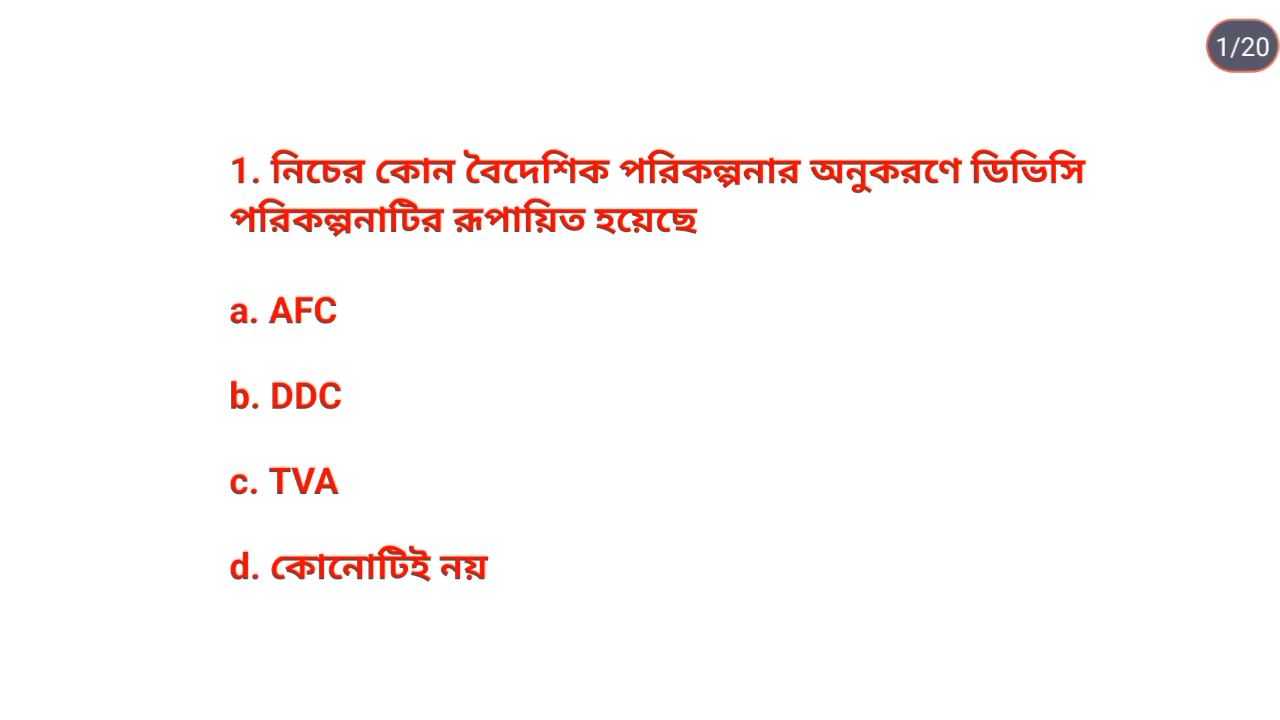 1/20
1. নিচের কোন বৈদেশিক পরিকল্পনার অনুকরণে ডিভিসি
পরিকল্পনাটির রূপায়িত হয়েছে
a. AFC
b. DDC
c. TVA
d. কোনোটিই নয়